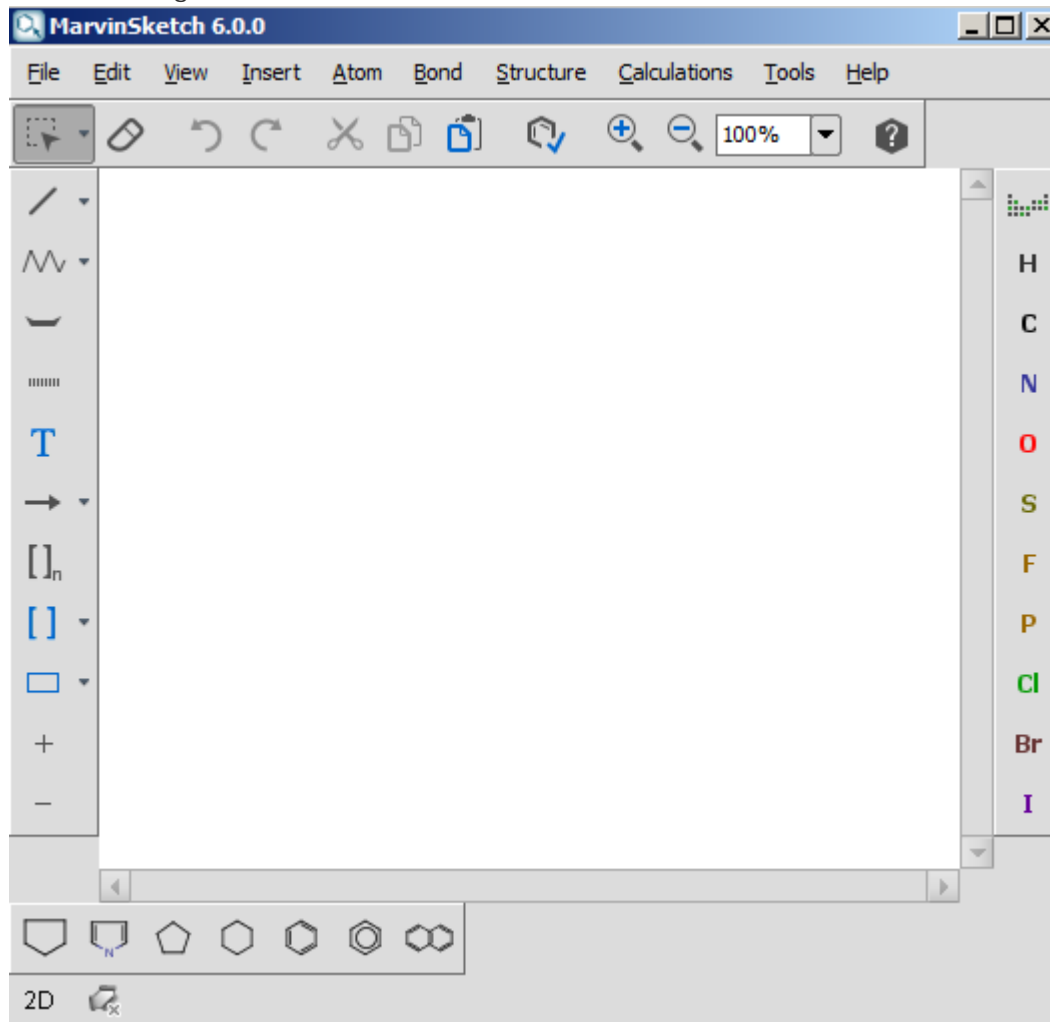 MarvinSketch 6.0.0
File Edit View Insert Atom Bond Structure Calculations Tools Help
100%
H
C
N
T
O
S
[ ]n
F
[ ]
P
Cl
+
Br
−
I
N
2D